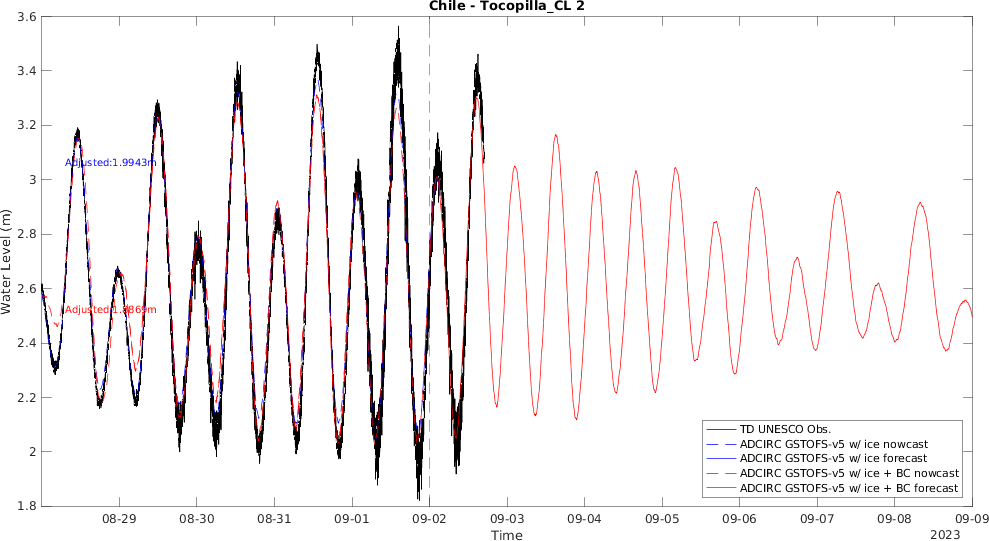 Chile - Tocopilla_CL 2
3.6
3.4
3.2
3
2.8
2.6
2.4
2.2
2
1.8
Water Level (m)
Adjusted:1.9943m
TD UNESCO Obs.
ADCIRC GSTOFS-v5 w/ ice nowcast
ADCIRC GSTOFS-v5 w/ ice forecast
ADCIRC GSTOFS-v5 w/ ice + BC nowcast
ADCIRC GSTOFS-v5 w/ ice + BC forecast
08-29 08-30 08-31 09-01 09-02 09-03 09-04 09-05 09-06 09-07 09-08 09-09
Time
2023